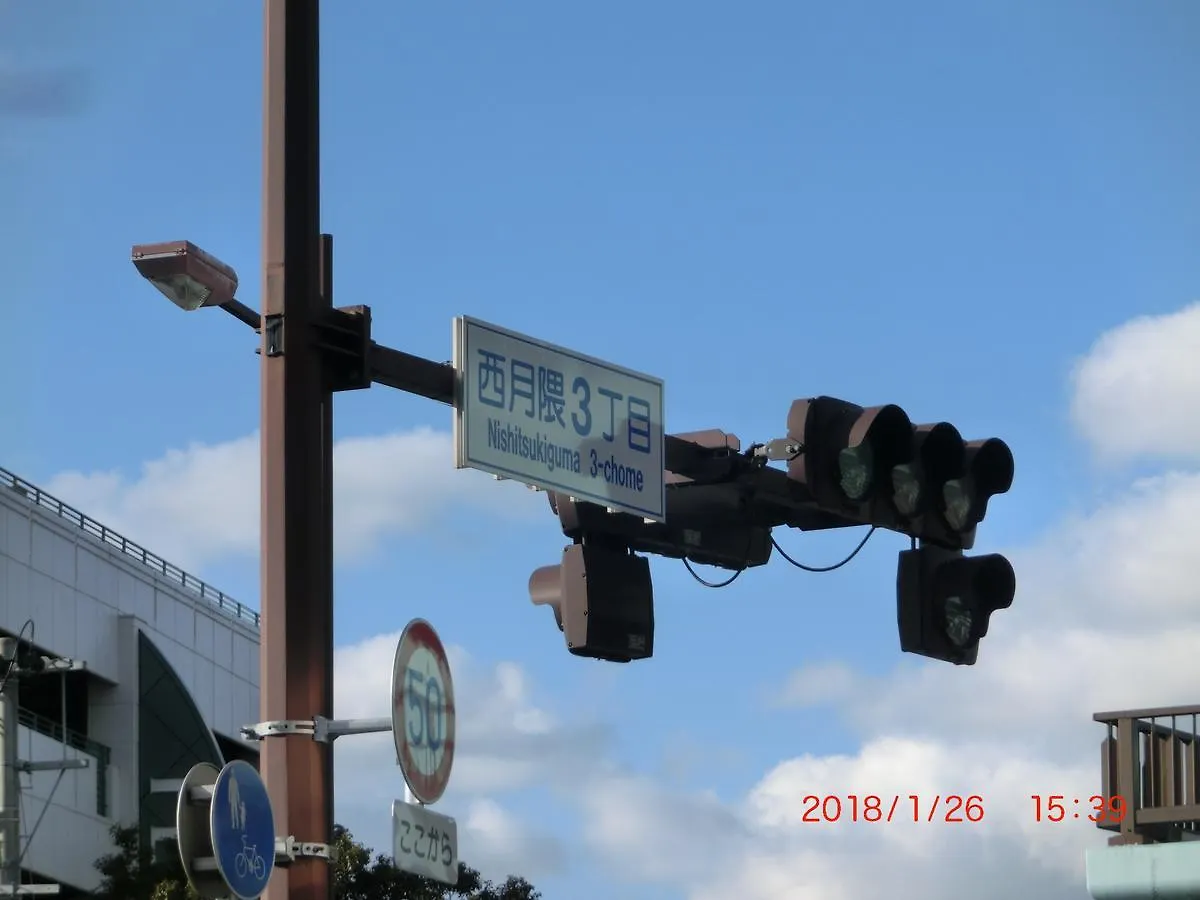 西月隈3丁目
Nishitsukiguma 3-chome
50
ここから
2018/1/26 15:39